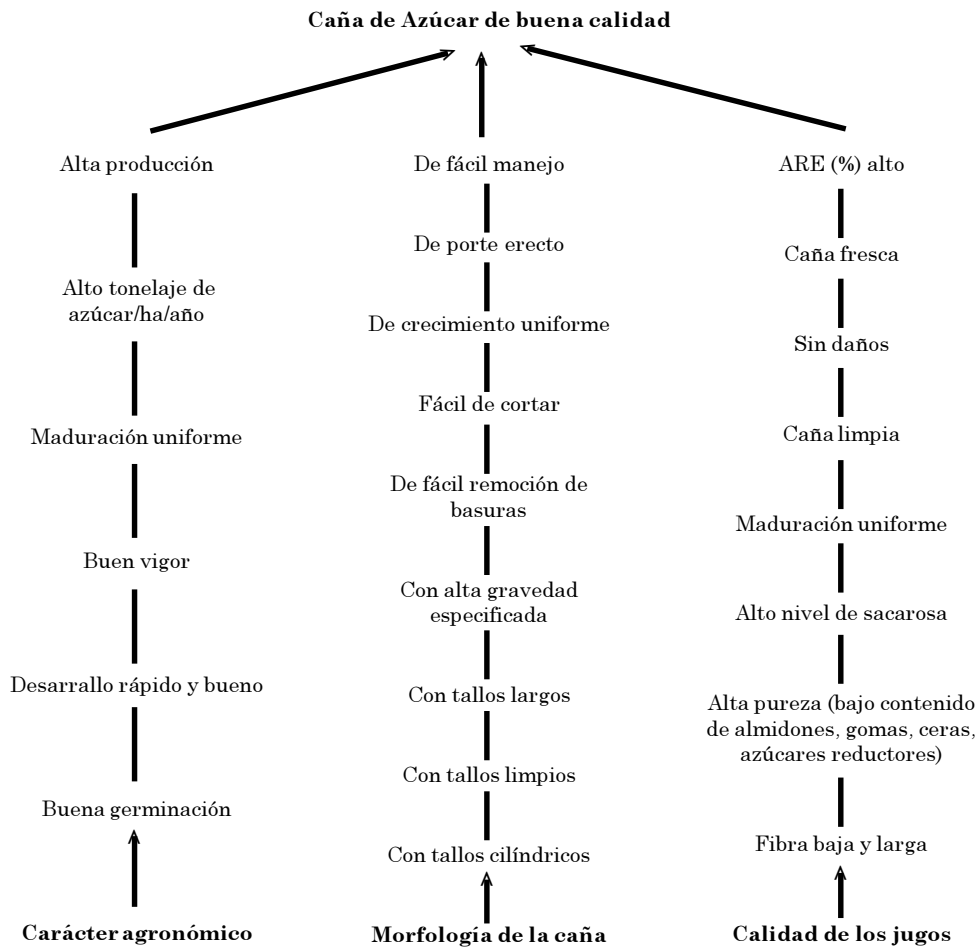 Caña de Azúcar de buena calidad
Alta producción
Alto tonelaje de
azúcar/ha/año
Maduración uniforme
Buen vigor
Desarrallo rápido y bueno
Buena germinación
Carácter agronómico
De fácil manejo
De porte erecto
De crecimiento uniforme
Fácil de cortar
De fácil remoción de
basuras
Con alta gravedad
especificada
Con tallos largos
Con tallos limpios
Con tallos cilíndricos
Morfología de la caña
ARE (%) alto
Caña fresca
Sin daños
Caña limpia
Maduración uniforme
Alto nivel de sacarosa
Alta pureza (bajo contenido
de almidones, gomas, ceras,
azúcares reductores)
Fibra baja y larga
Calidad de los jugos